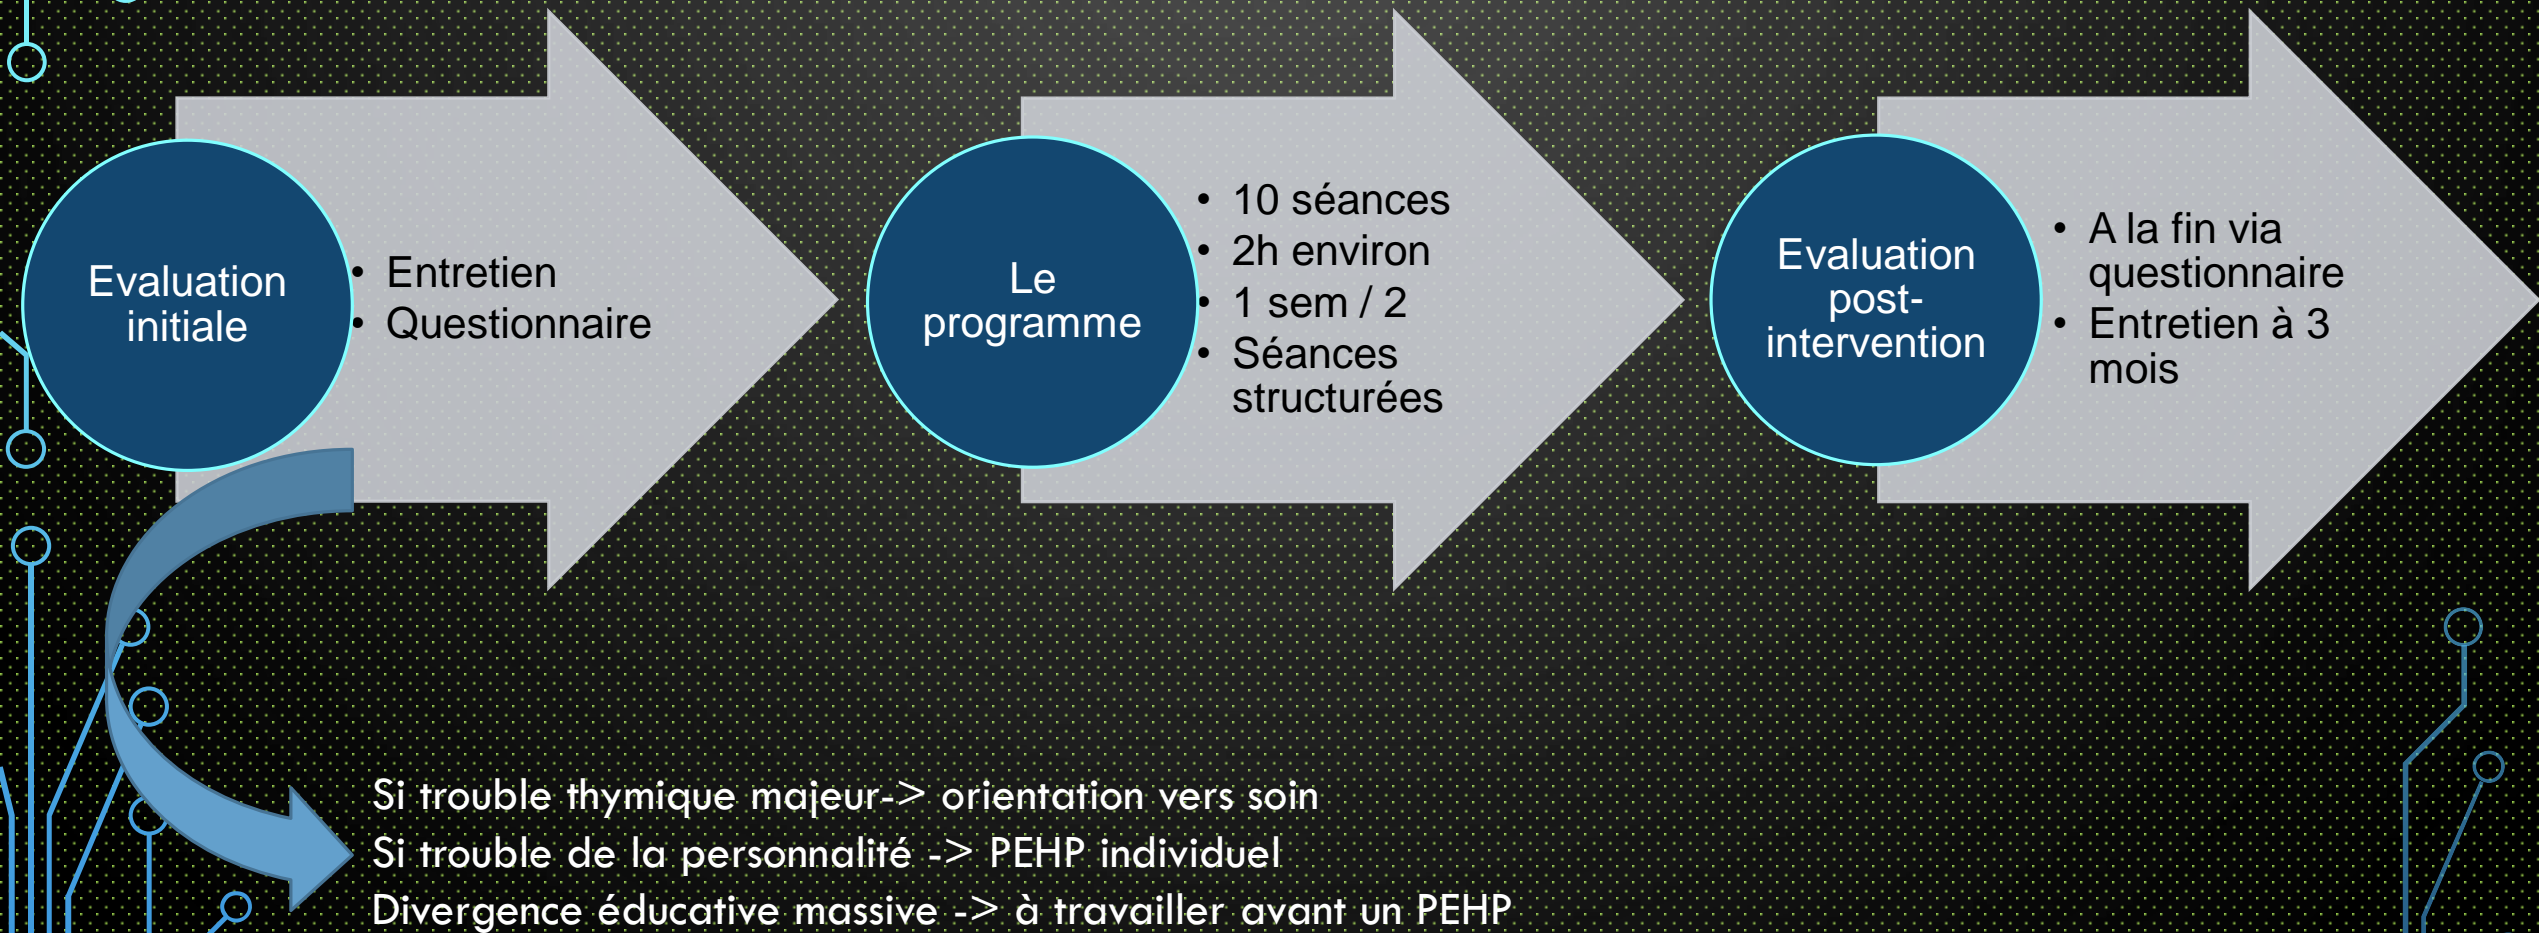 Evaluation
initiale
• Entretien
• Questionnaire
Le
programme
• 10 séances
• 2h environ
• 1 sem / 2
• Séances
structurées
Evaluation
post-
intervention
• A la fin via
questionnaire
• Entretien à 3
mois
Si trouble thymique majeur-> orientation vers soin
Si trouble de la personnalité -> PEHP individuel
Divergence éducative massive -> à travailler avant un PEHP